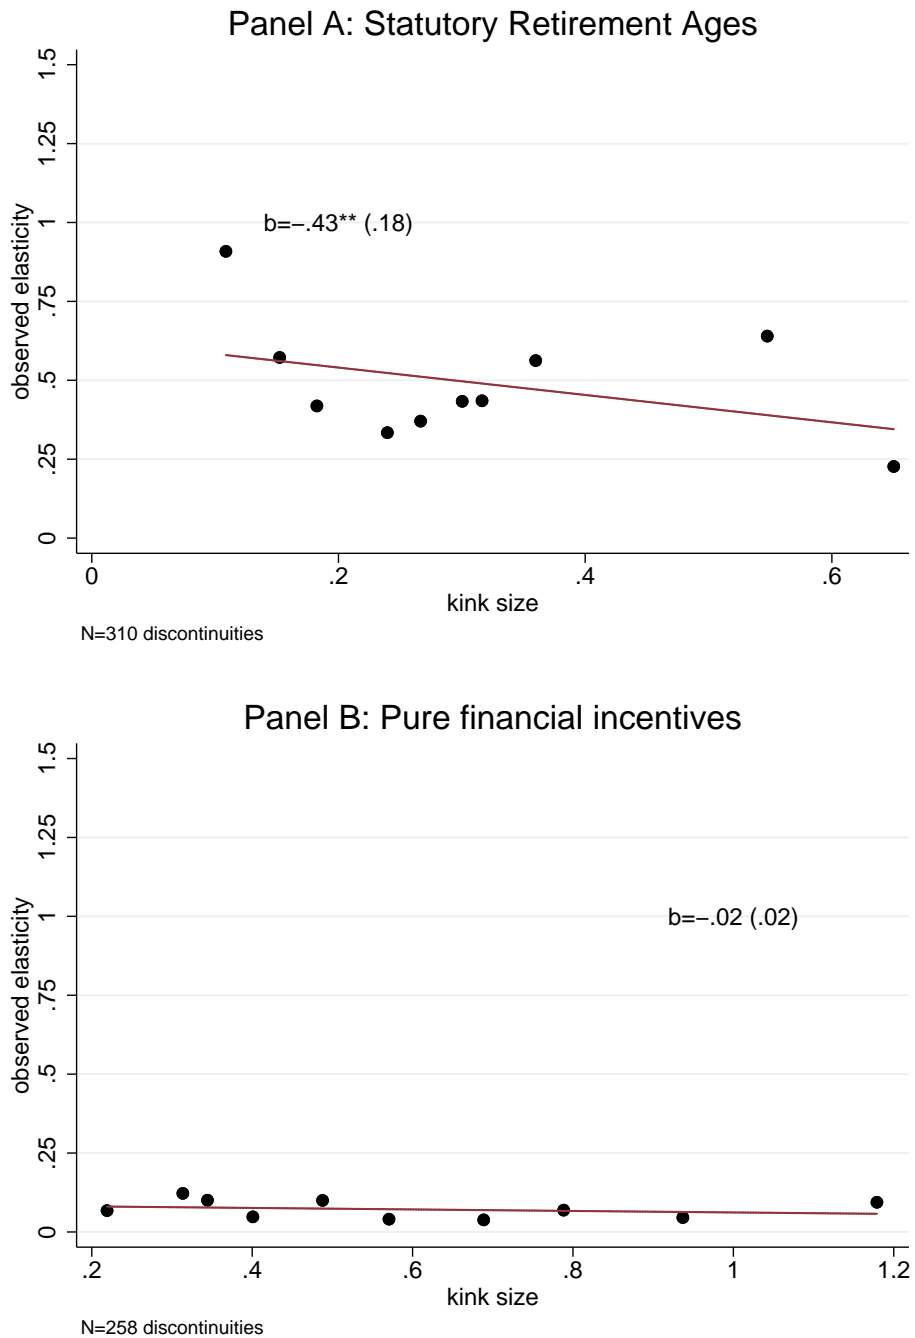 Panel A: Statutory Retirement Ages
1.5
1.25
1
.75
.5
.25
0
observed elasticity
b=−.43** (.18)
0 .2 .4 .6
kink size
N=310 discontinuities
Panel B: Pure financial incentives
1.5
1.25
1
.75
.5
.25
0
observed elasticity
b=−.02 (.02)
.2 .4 .6 .8 1 1.2
kink size
N=258 discontinuities